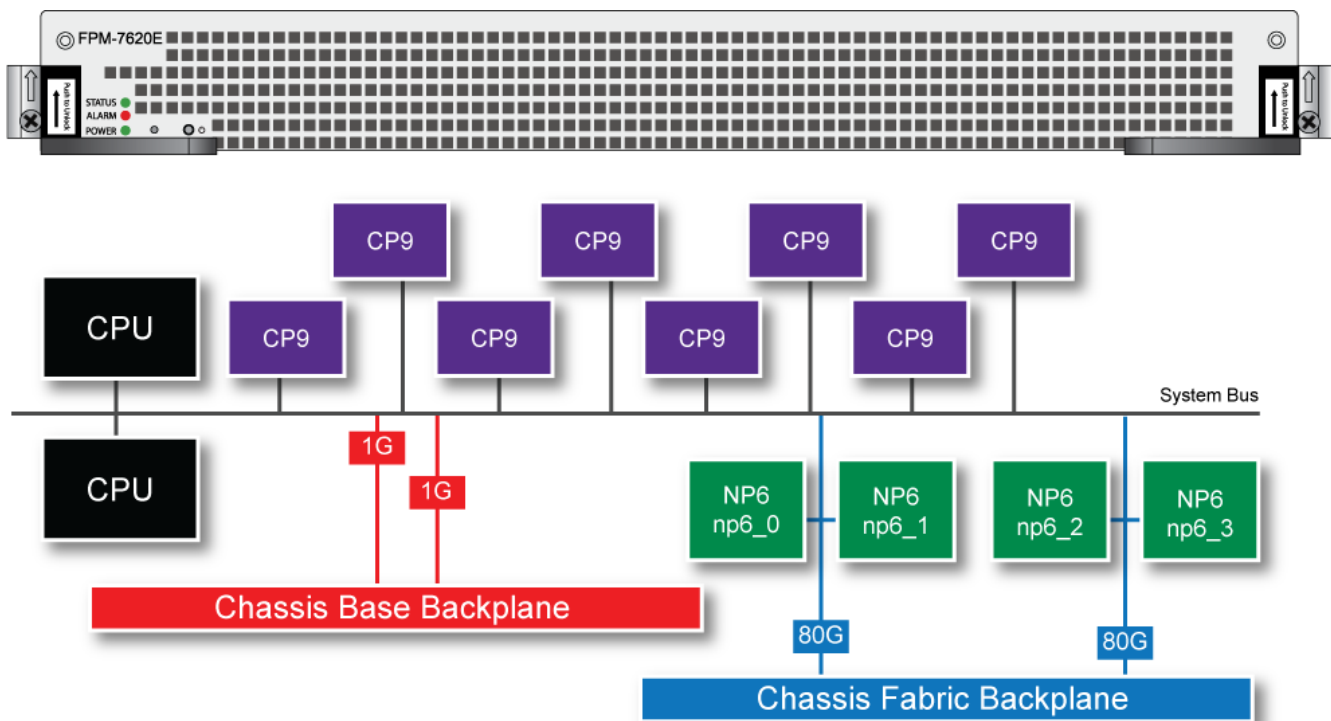 FPM-7620E
Push to Unlock
Push to Unlock
STATUS
ALARM
POWER
CP9
CP9
CP9
CP9
CPU
CP9
CP9
CP9
CP9
System Bus
CPU
1G
1G
NP6
np6_0
NP6
np6_1
NP6
np6_2
NP6
np6_3
Chassis Base Backplane
80G
80G
Chassis Fabric Backplane